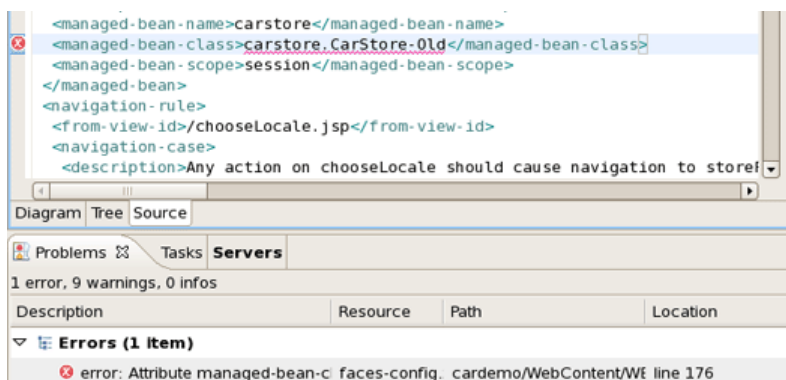 <managed-bean-name>carstore</managed-bean-name>
<managed-bean-class>carstore.CarStore-Old</managed-bean-class>
<managed-bean-scope>session</managed-bean-scope>
</managed-bean>
<navigation-rule>
<from-view-id>/chooseLocale.jsp</from-view-id>
<navigation-case>
<description>Any action on chooseLocale should cause navigation to storeF
Diagram Tree Source
Problems Tasks Servers
1 error, 9 warnings, 0 infos
Description Resource Path Location
Errors (1 item)
error: Attribute managed-bean-cl faces-config. cardemo/WebContent/WE line 176